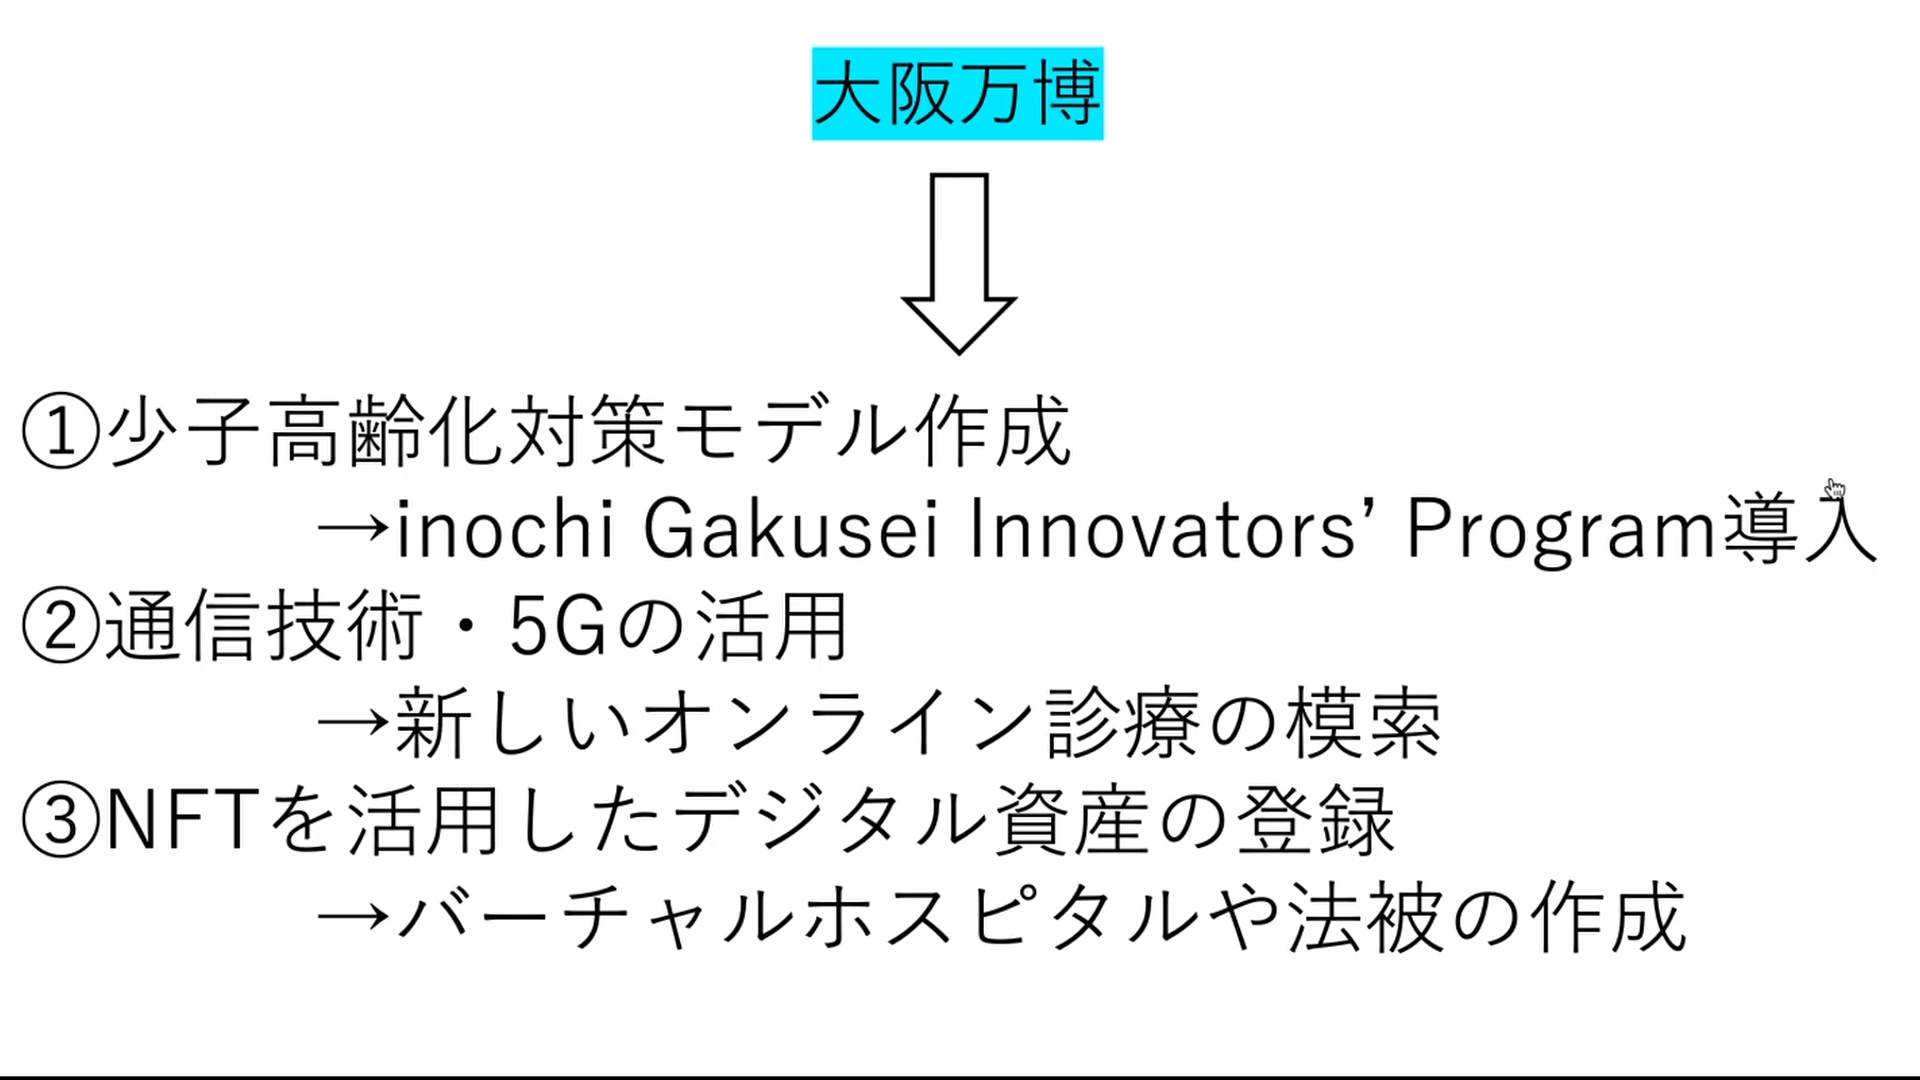 大阪万博
①少子高齢化対策モデル作成
→inochi Gakusei Innovators’ Program導入
②通信技術・5Gの活用
→新しいオンライン診療の模索
③NFTを活用したデジタル資産の登録
→バーチャルホスピタルや法被の作成